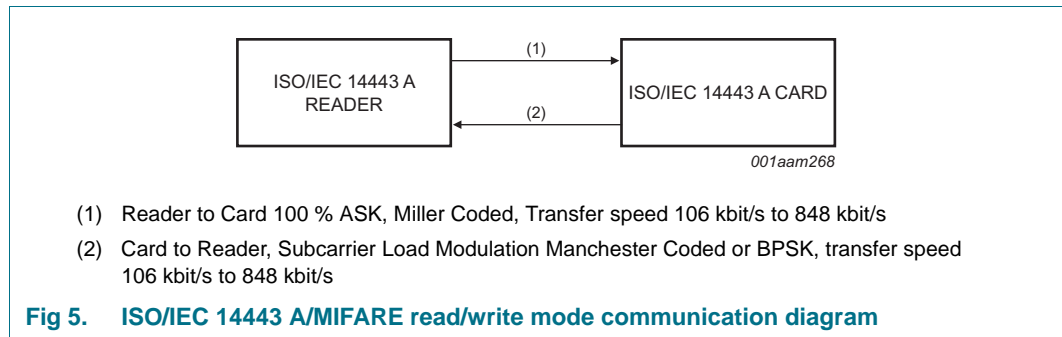 (1)
ISO/IEC 14443 A
READER
ISO/IEC 14443 A CARD
(2)
001aam268
(1) Reader to Card 100 % ASK, Miller Coded, Transfer speed 106 kbit/s to 848 kbit/s
(2) Card to Reader, Subcarrier Load Modulation Manchester Coded or BPSK, transfer speed
106 kbit/s to 848 kbit/s
Fig 5. ISO/IEC 14443 A/MIFARE read/write mode communication diagram